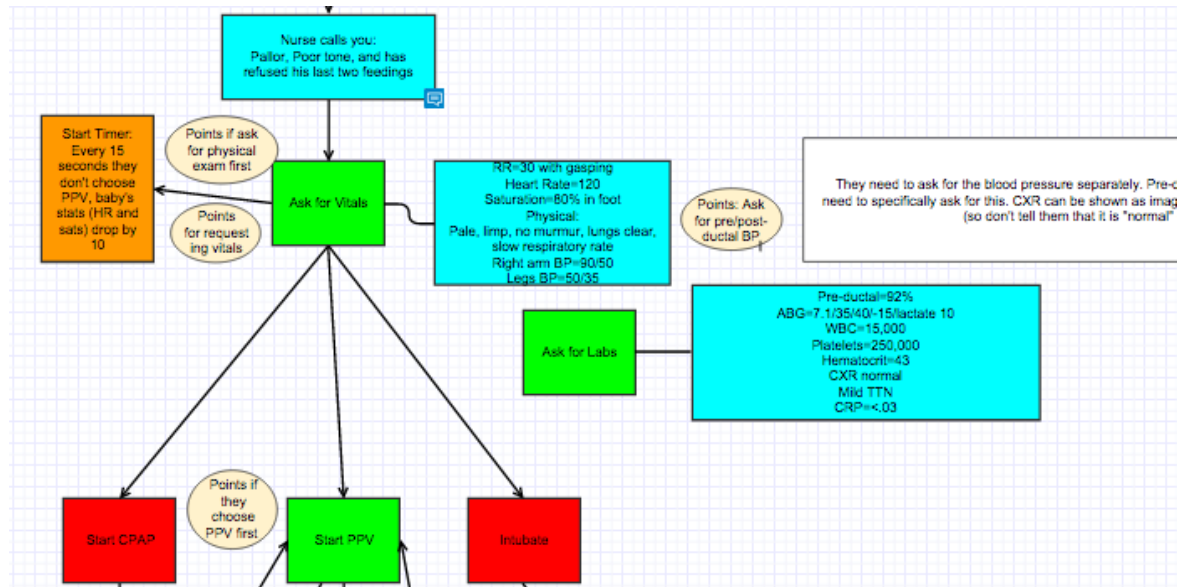 Nurse calls you:
Pallor, Poor tone, and has
refused his last two feedings
Start Timer:
Every 15
seconds they
don't choose
PPV, baby's
stats (HR and
sats) drop by
10
Points if ask
for physical
exam first
Points
for request
ing vitals
Ask for Vitals
RR=30 with gasping
Heart Rate=120
Saturation=80% in foot
Physical:
Pale, limp, no murmur, lungs clear,
slow respiratory rate
Right arm BP=90/50
Legs BP=50/35
Points: Ask
for pre/post-
ductal BP
They need to ask for the blood pressure separately.
need to specifically ask for this. CXR can be shown as
(so don't tell them that it is "normal"
Ask for Labs
Pre-ductal=92%
ABG=7.1/35/40/-15/lactate 10
WBC=15,000
Platelets=250,000
Hematocrit=43
CXR normal
Mild TTN
CRP=<.03
Points if
they
choose
PPV first
Start CPAP
Start PPV
Intubate